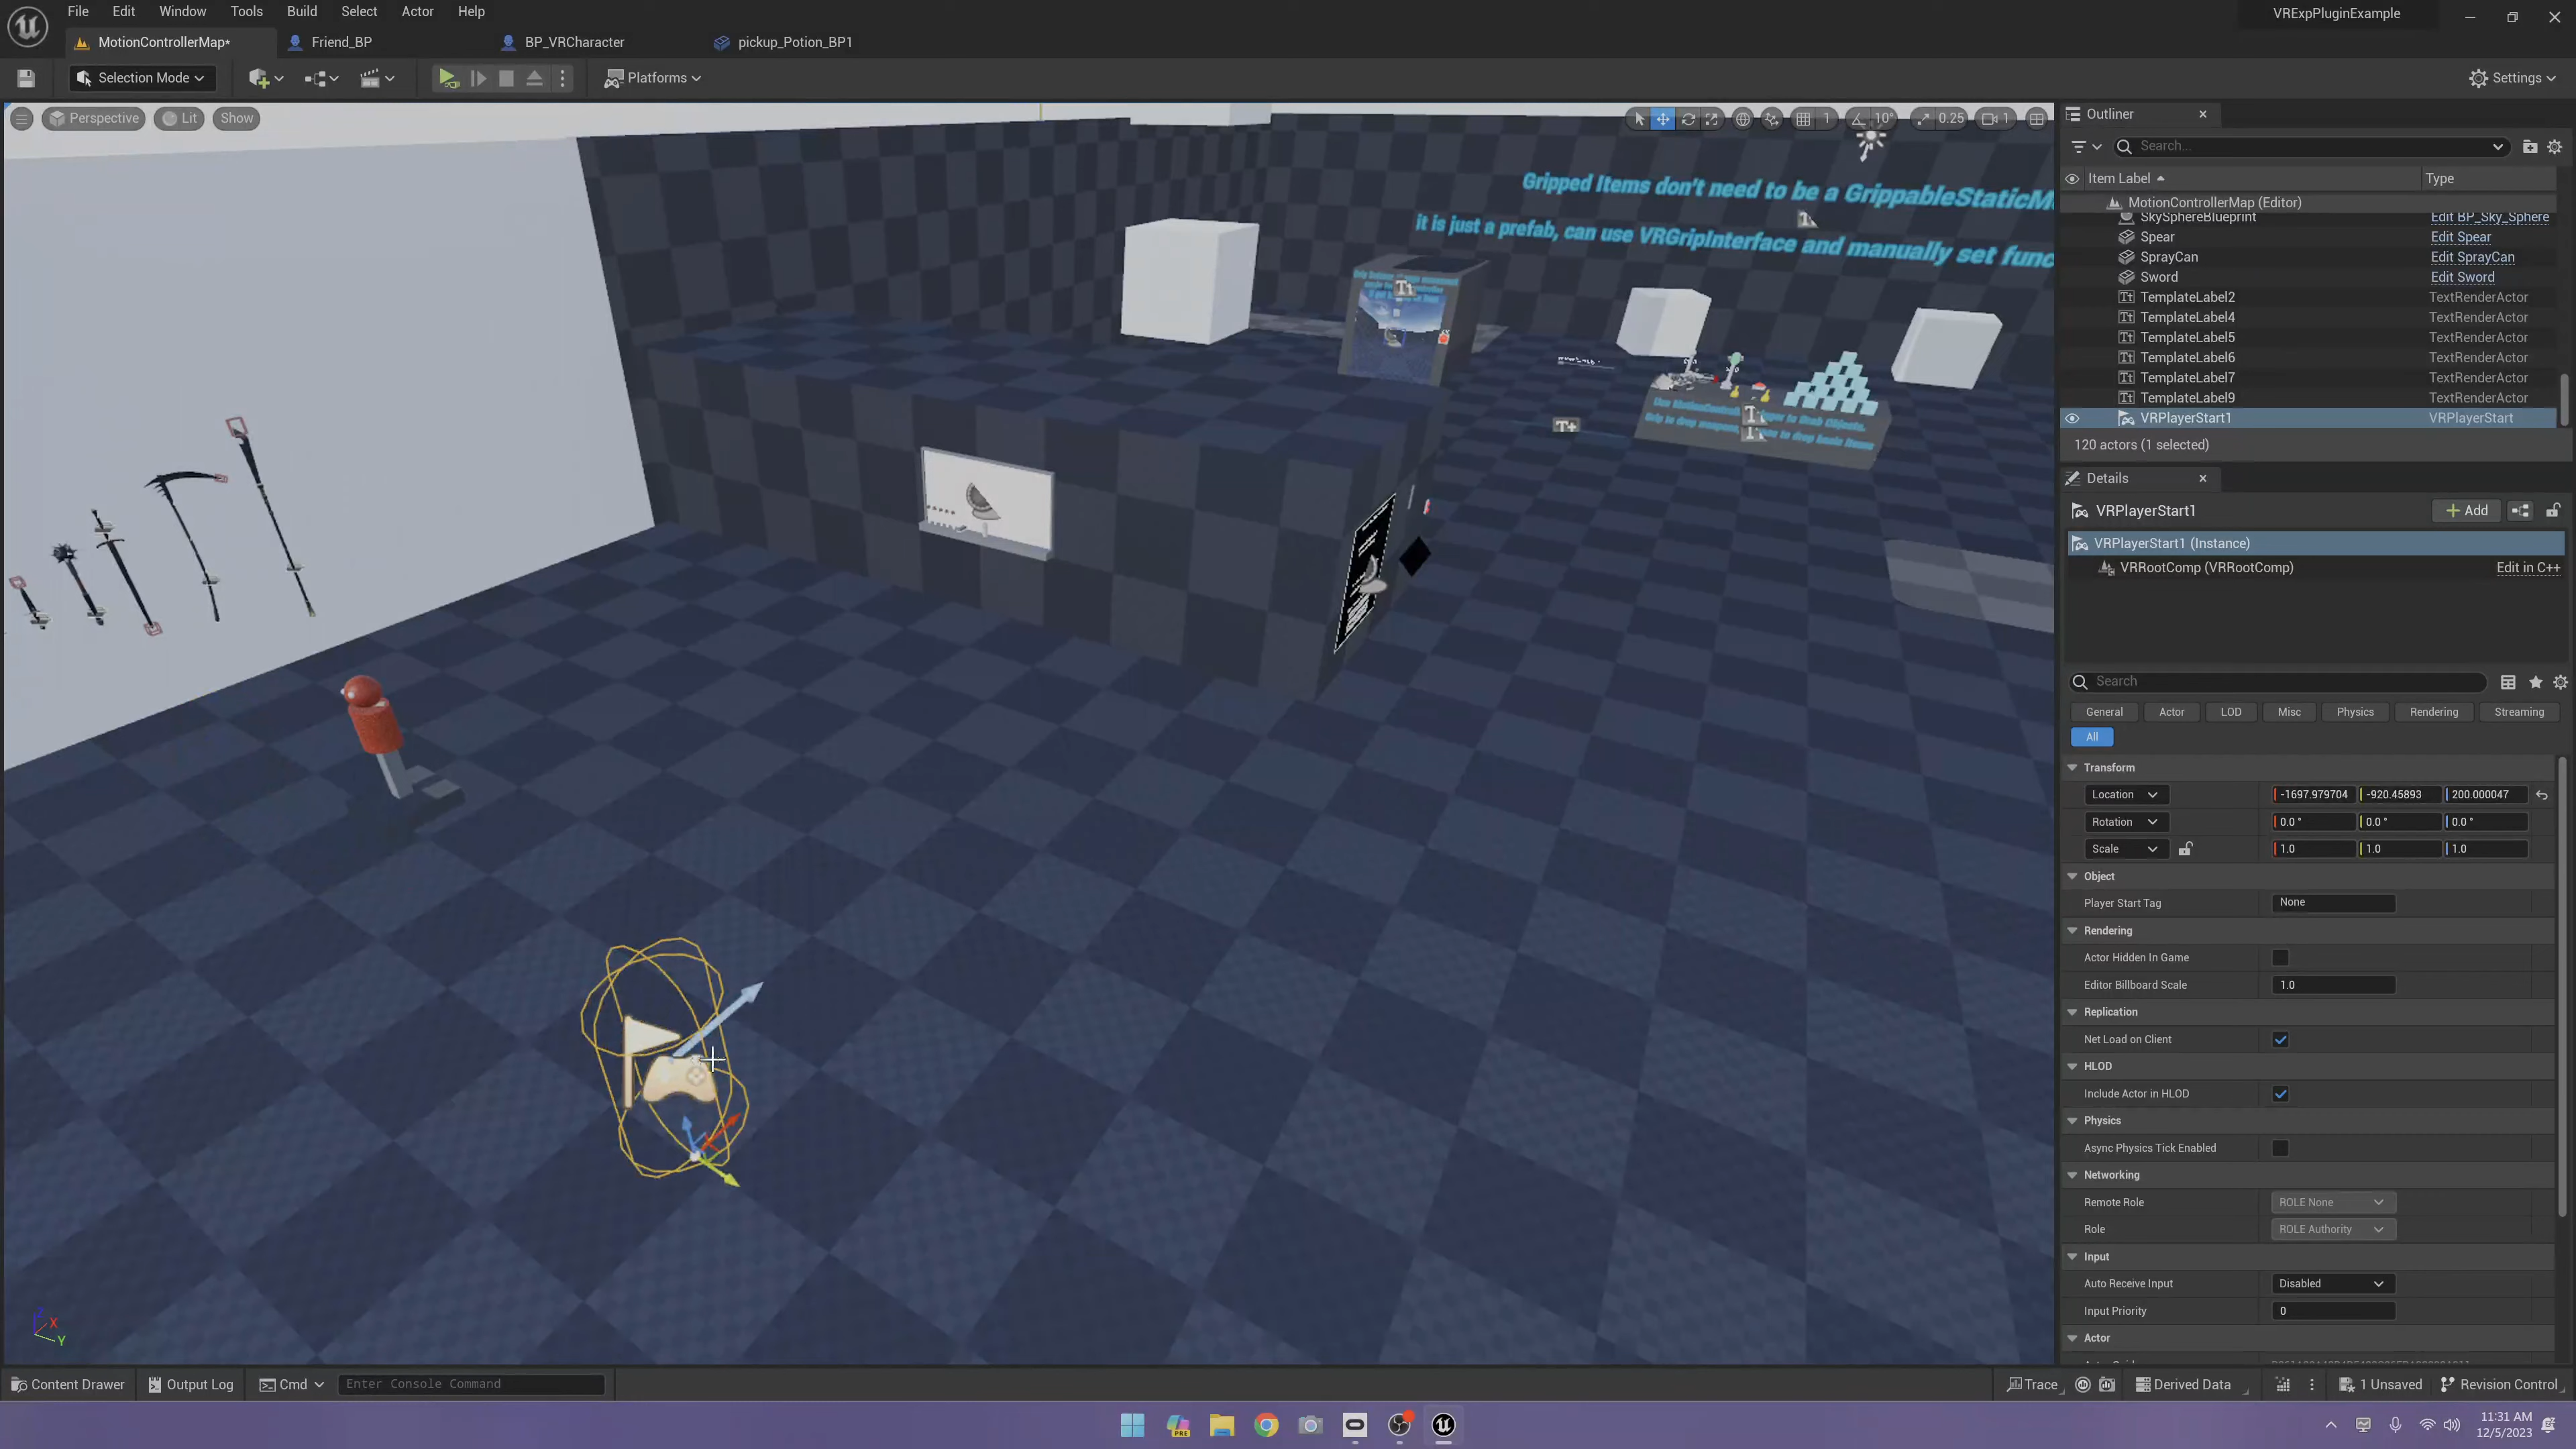 File Edit Window Tools Build Select Actor Help
VRExpPluginExample
MotionControllerMap*
Friend_BP
BP_VRCharacter
pickup_Potion_BP1
Selection Mode
Platforms
Settings
Perspective
Lit
Show
1
10°
0.25
1
Gripped Items don't need to be a GrippableStaticM
it is just a prefab, can use VRGripInterface and manually set func
Outliner
Search...
Item Label
Type
MotionControllerMap (Editor)
SkySphereBlueprint Edit BP_Sky_Sphere
Spear Edit Spear
SprayCan Edit SprayCan
Sword Edit Sword
TemplateLabel2 TextRenderActor
TemplateLabel4 TextRenderActor
TemplateLabel5 TextRenderActor
TemplateLabel6 TextRenderActor
TemplateLabel7 TextRenderActor
TemplateLabel9 TextRenderActor
VRPlayerStart1 VRPlayerStart
120 actors (1 selected)
Details
VRPlayerStart1
Add
VRPlayerStart1 (Instance)
VRRootComp (VRRootComp) Edit in C++
Search
General Actor LOD Misc Physics Rendering Streaming
All
Transform
Location -1697.979704 -920.45893 200.000047
Rotation 0.0 ° 0.0 ° 0.0 °
Scale 1.0 1.0 1.0
Object
Player Start Tag None
Rendering
Actor Hidden In Game
Editor Billboard Scale 1.0
Replication
Net Load on Client
HLOD
Include Actor in HLOD
Physics
Async Physics Tick Enabled
Networking
Remote Role ROLE None
Role ROLE Authority
Input
Auto Receive Input Disabled
Input Priority 0
Actor
X
Y
Content Drawer
Output Log
Cmd
Enter Console Command
Trace
Derived Data
1 Unsaved
Revision Control
PRE
11:31 AM
12/5/2023